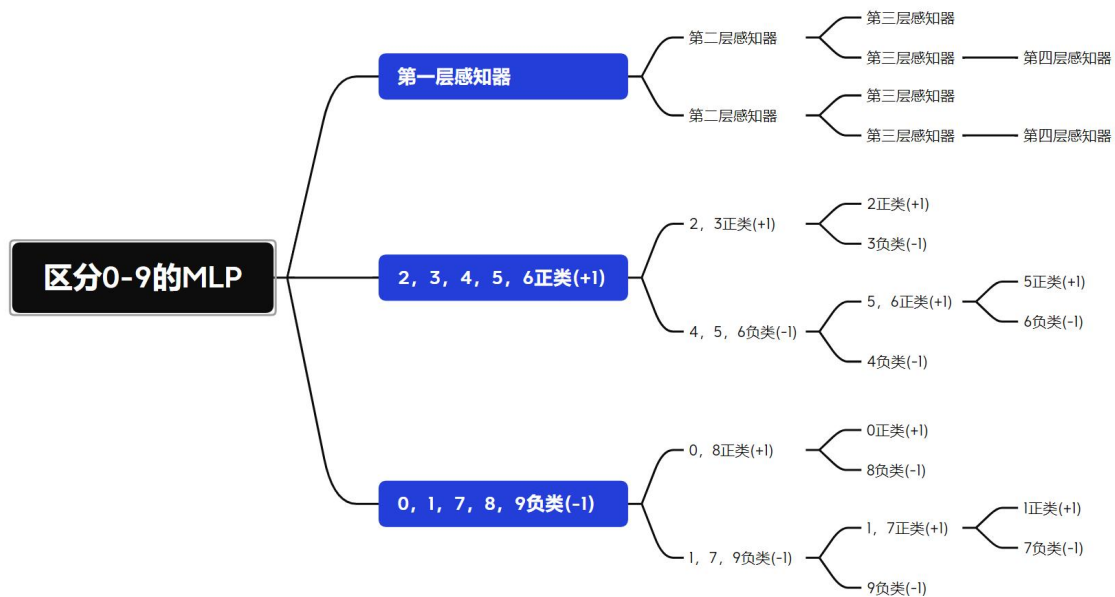 区分0-9的MLP
第一层感知器
第二层感知器
第三层感知器
第三层感知器
第四层感知器
第二层感知器
第三层感知器
第三层感知器
第四层感知器
2，3，4，5，6正类(+1)
2，3正类(+1)
2正类(+1)
3负类(-1)
4，5，6负类(-1)
5，6正类(+1)
5正类(+1)
6负类(-1)
4负类(-1)
0，1，7，8，9负类(-1)
0，8正类(+1)
0正类(+1)
8负类(-1)
1，7，9负类(-1)
1，7正类(+1)
1正类(+1)
7负类(-1)
9负类(-1)